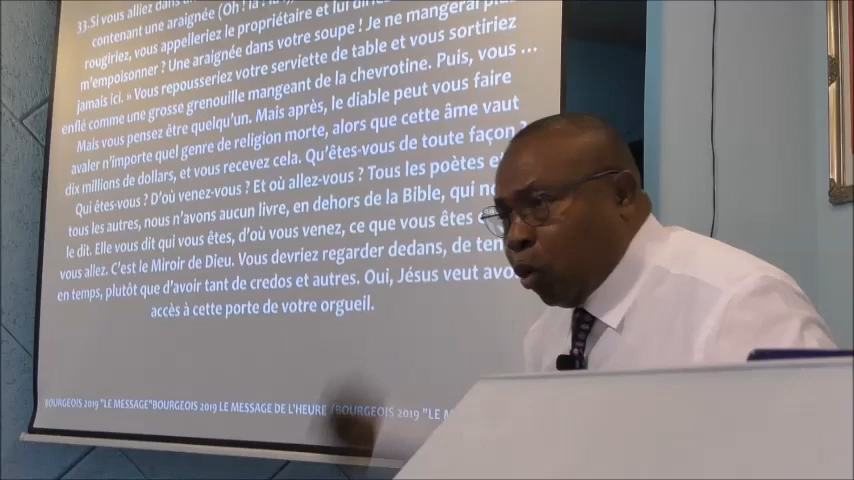 33.Si vous alliez dans
contenant une araignée (Oh ! là !
rougiriez, vous appelleriez le propriétaire et lui
m'empoisonner ? Une araignée dans votre soupe ! Je ne mangerai
jamais ici. » Vous repousseriez votre serviette de table et vous sortiriez
enflé comme une grosse grenouille mangeant de la chevrotine. Puis, vous ...
Mais vous pensez être quelqu'un. Mais après, le diable peut vous faire
avaler n'importe quel genre de religion morte, alors que cette âme vaut
dix millions de dollars, et vous recevez cela. Qu'êtes-vous de toute façon ?
Qui êtes-vous ? D'où venez-vous ? Et où allez-vous ? Tous les poètes
tous les autres, nous n'avons aucun livre, en dehors de la Bible, qui
le dit. Elle vous dit qui vous êtes, d'où vous venez, ce que vous êtes
vous allez. C'est le Miroir de Dieu. Vous devriez regarder dedans, de
en temps, plutôt que d'avoir tant de credos et autres. Oui, Jésus veut
accès à cette porte de votre orgueil.
BOURGEOIS 2019 "LE MESSAGE"BOURGEOIS 2019 LE MESSAGE DE L'HEURE (BOURGEOIS 2019 "LE